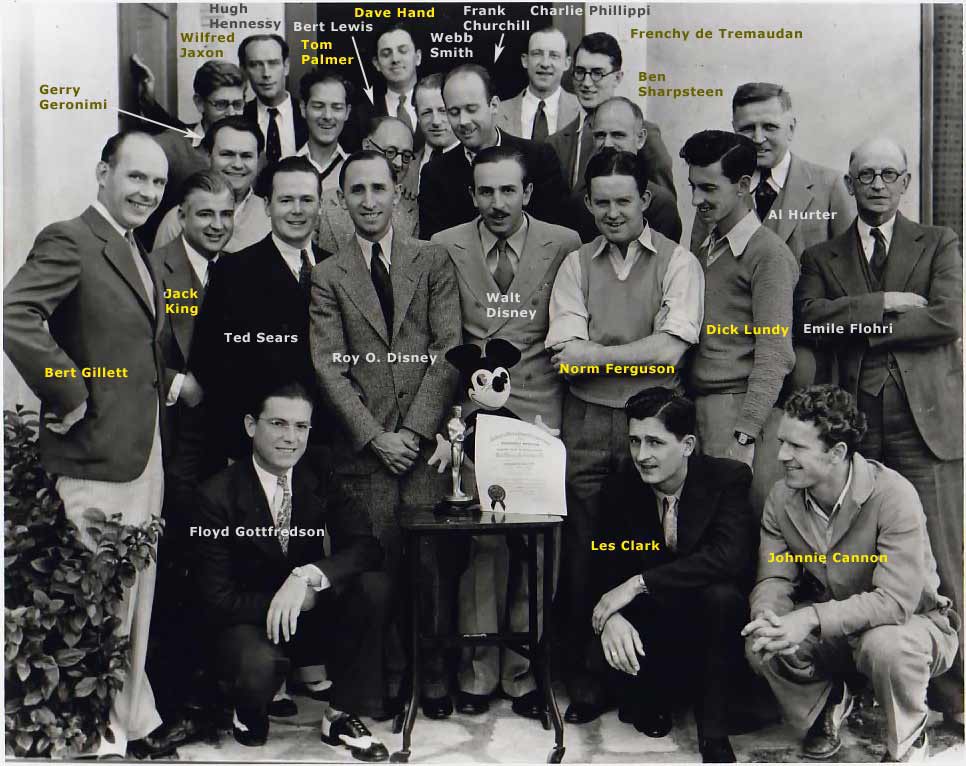 Hugh
Hennessy
Dave Hand
Frank
Churchill
Charlie Phillippi
Bert Lewis
Wilfred
Jaxon
Tom
Palmer
Webb
Smith
Frenchy de Tremaudan
Gerry
Geronimi
Ben
Sharpsteen
Al Hurter
Jack
King
Walt
Disney
Ted Sears
Roy O. Disney
Dick Lundy
Emile Flohri
Bert Gillett
Norm Ferguson
Floyd Gottfredson
Les Clark
Johnnie Cannon